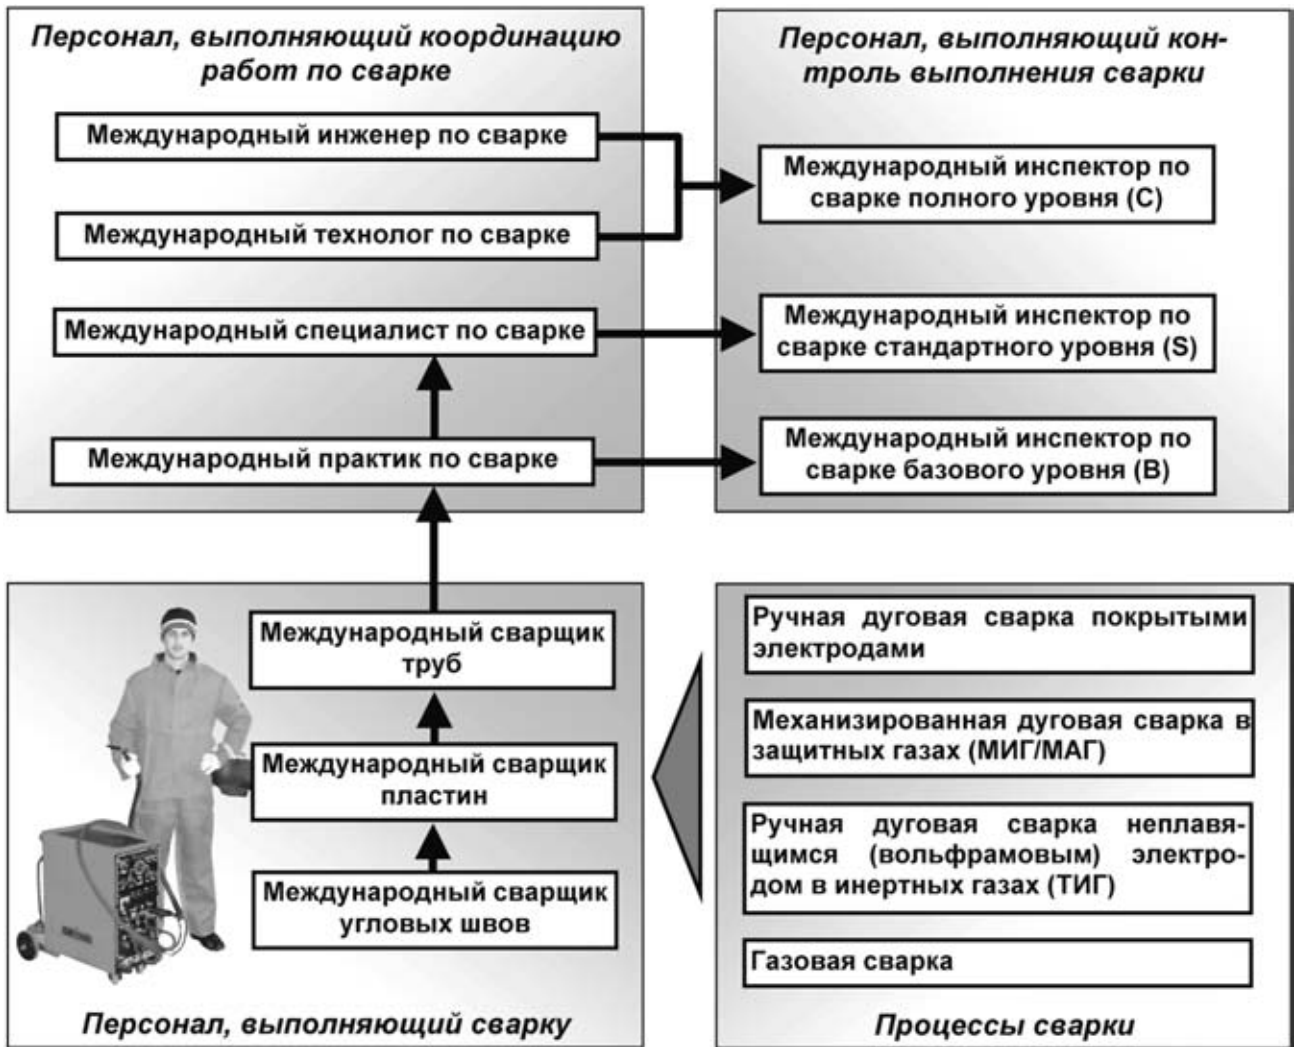 Персонал, выполняющий координацию
работ по сварке
Международный инженер по сварке
Международный технолог по сварке
Международный специалист по сварке
Международный практик по сварке
Персонал, выполняющий кон-
троль выполнения сварки
Международный инспектор по
сварке полного уровня (С)
Международный инспектор по
сварке стандартного уровня (S)
Международный инспектор по
сварке базового уровня (В)
Международный сварщик
труб
Международный сварщик
пластин
Международный сварщик
угловых швов
Персонал, выполняющий сварку
Ручная дуговая сварка покрытыми
электродами
Механизированная дуговая сварка в
защитных газах (МИГ/МАГ)
Ручная дуговая сварка неплавя-
щимся (вольфрамовым) электро-
дом в инертных газах (ТИГ)
Газовая сварка
Процессы сварки